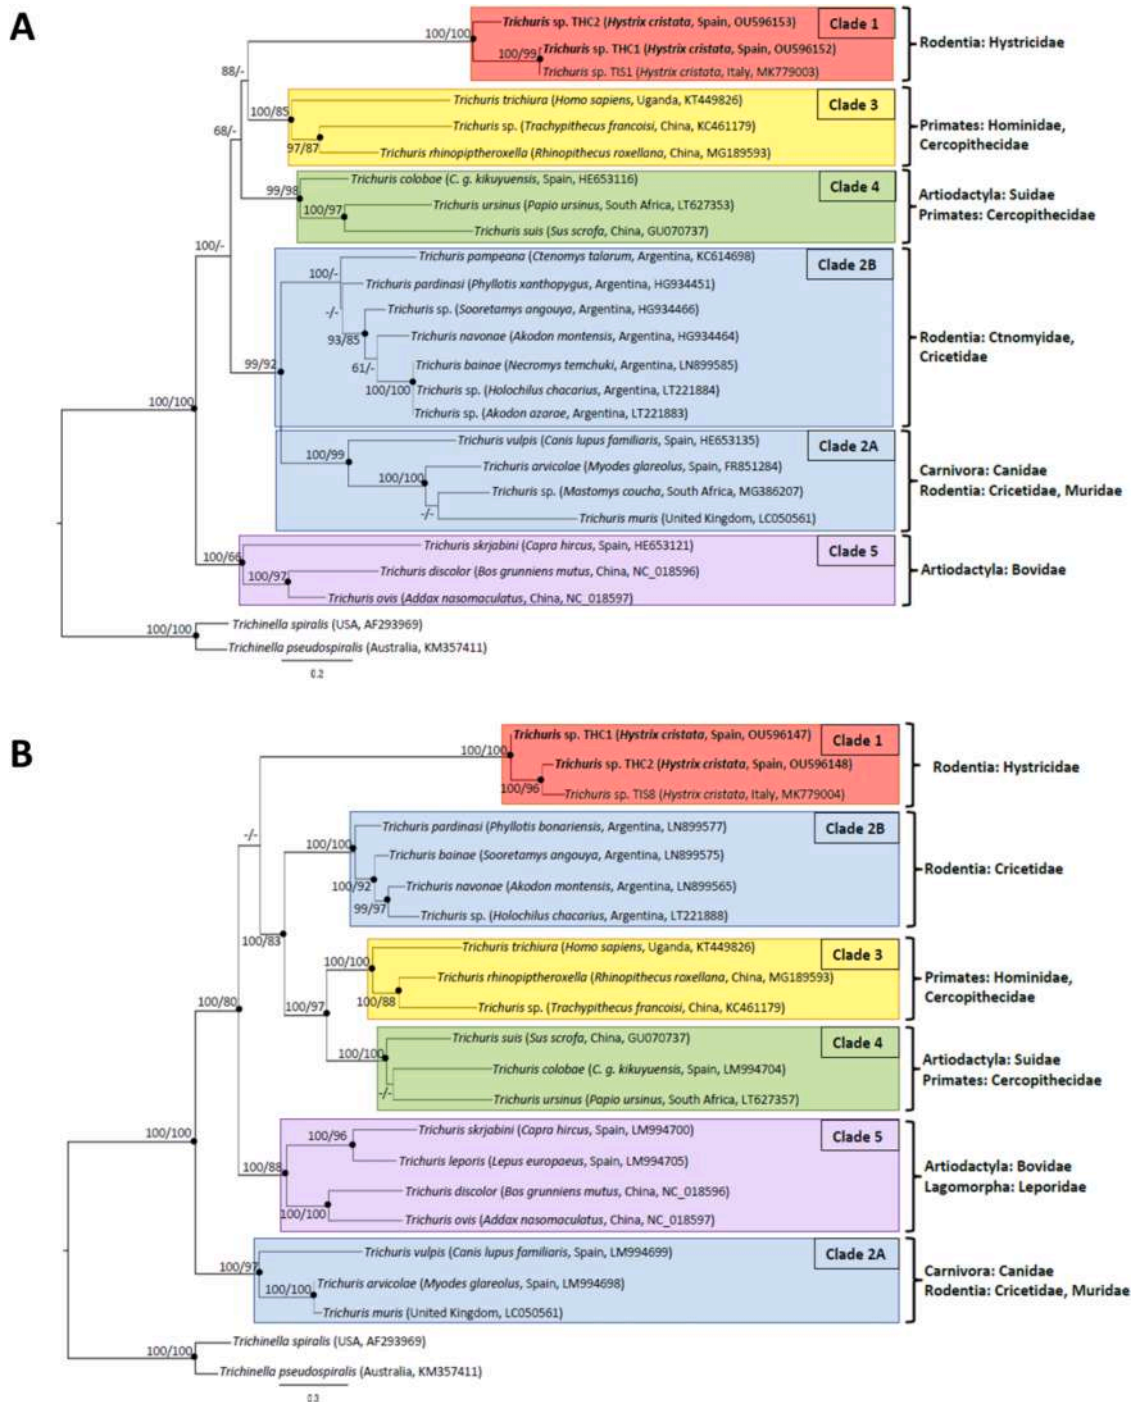 A
Trichuris sp. THC2 (Hystrix cristata, Spain, OU596153)
Clade 1
100/100
Trichuris sp. THC1 (Hystrix cristata, Spain, OU596152)
Rodentia: Hystricidae
100/99
Trichuris sp. TIS1 (Hystrix cristata, Italy, MK779003)
88/-
Trichuris trichiura (Homo sapiens, Uganda, KT449826)
Clade 3
100/85
Trichuris sp. (Trachypithecus francoisi, China, KC461179)
Primates: Hominidae,
Cercopithecidae
68/-
97/87
Trichuris rhinopiptheroxella (Rhinopithecus roxellana, China, MG189593)
Trichuris colobae (C. g. kikuyuensis, Spain, HE653116)
Clade 4
99/98
Artiodactyla: Suidae
Primates: Cercopithecidae
Trichuris ursinus (Papio ursinus, South Africa, LT627353)
100/97
Trichuris suis (Sus scrofa, China, GU070737)
100/-
Trichuris pampeana (Ctenomys talarum, Argentina, KC614698)
Clade 2B
100/-
Trichuris pardinasi (Phyllotis xanthopygus, Argentina, HG934451)
-/-
Trichuris sp. (Sooretamys angouya, Argentina, HG934466)
Trichuris navonae (Akodon montensis, Argentina, HG934464)
93/85
Rodentia: Ctnomyidae,
Cricetidae
99/92
61/-
Trichuris bainae (Necromys temchuki, Argentina, LN899585)
100/100
Trichuris sp. (Holochilus chacarius, Argentina, LT221884)
100/100
Trichuris sp. (Akodon azarae, Argentina, LT221883)
Trichuris vulpis (Canis lupus familiaris, Spain, HE653135)
Clade 2A
100/99
Trichuris arvicolae (Myodes glareolus, Spain, FR851284)
Carnivora: Canidae
Rodentia: Cricetidae, Muridae
100/100
Trichuris sp. (Mastomys coucha, South Africa, MG386207)
-/-
Trichuris muris (United Kingdom, LC050561)
Trichuris skrjabini (Capra hircus, Spain, HE653121)
Clade 5
100/66
Trichuris discolor (Bos grunniens mutus, China, NC_018596)
Artiodactyla: Bovidae
100/97
Trichuris ovis (Addax nasomaculatus, China, NC_018597)
100/100
Trichinella spiralis (USA, AF293969)
Trichinella pseudospiralis (Australia, KM357411)
0.2
B
Trichuris sp. THC1 (Hystrix cristata, Spain, OU596147)
Clade 1
100/100
Trichuris sp. THC2 (Hystrix cristata, Spain, OU596148)
Rodentia: Hystricidae
100/96
Trichuris sp. TIS8 (Hystrix cristata, Italy, MK779004)
-/-
Trichuris pardinasi (Phyllotis bonariensis, Argentina, LN899577)
Clade 2B
100/100
Trichuris bainae (Sooretamys angouya, Argentina, LN899575)
Rodentia: Cricetidae
100/92
Trichuris navonae (Akodon montensis, Argentina, LN899565)
99/97
Trichuris sp. (Holochilus chacarius, Argentina, LT221888)
100/83
Trichuris trichiura (Homo sapiens, Uganda, KT449826)
Clade 3
100/100
Trichuris rhinopiptheroxella (Rhinopithecus roxellana, China, MG189593)
Primates: Hominidae,
Cercopithecidae
100/88
Trichuris sp. (Trachypithecus francoisi, China, KC461179)
100/80
100/97
Trichuris suis (Sus scrofa, China, GU070737)
Clade 4
100/100
Trichuris colobae (C. g. kikuyuensis, Spain, LM994704)
Artiodactyla: Suidae
Primates: Cercopithecidae
-/-
Trichuris ursinus (Papio ursinus, South Africa, LT627357)
100/100
Trichuris skrjabini (Capra hircus, Spain, LM994700)
Clade 5
100/96
Trichuris leporis (Lepus europaeus, Spain, LM994705)
100/88
Artiodactyla: Bovidae
Lagomorpha: Leporidae
Trichuris discolor (Bos grunniens mutus, China, NC_018596)
100/100
Trichuris ovis (Addax nasomaculatus, China, NC_018597)
Trichuris vulpis (Canis lupus familiaris, Spain, LM994699)
Clade 2A
100/97
Trichuris arvicolae (Myodes glareolus, Spain, LM994698)
Carnivora: Canidae
Rodentia: Cricetidae, Muridae
100/100
Trichuris muris (United Kingdom, LC050561)
Trichinella spiralis (USA, AF293969)
100/100
Trichinella pseudospiralis (Australia, KM357411)
0.3